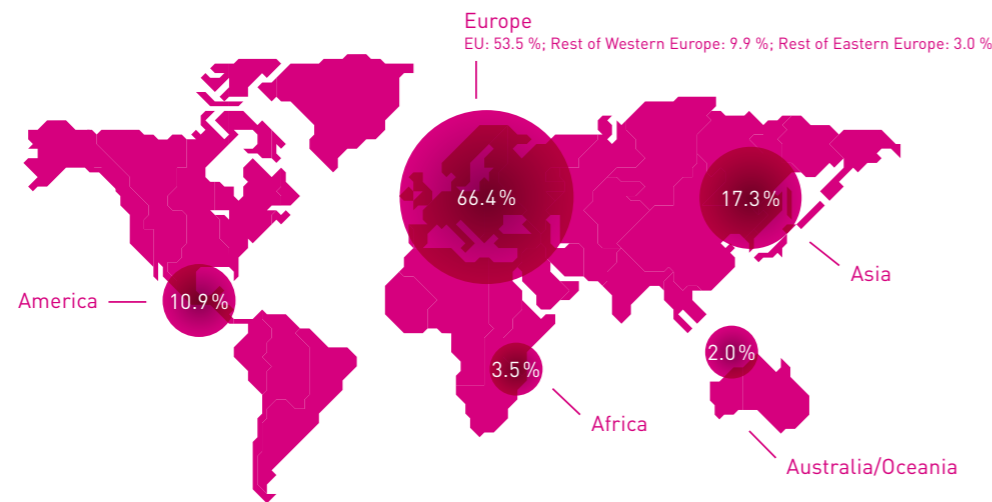 Europe
EU: 53.5 %; Rest of Western Europe: 9.9 %; Rest of Eastern Europe: 3.0 %
66.4 %
17.3 %
Asia
America
10.9 %
2.0 %
3.5 %
Africa
Australia/Oceania